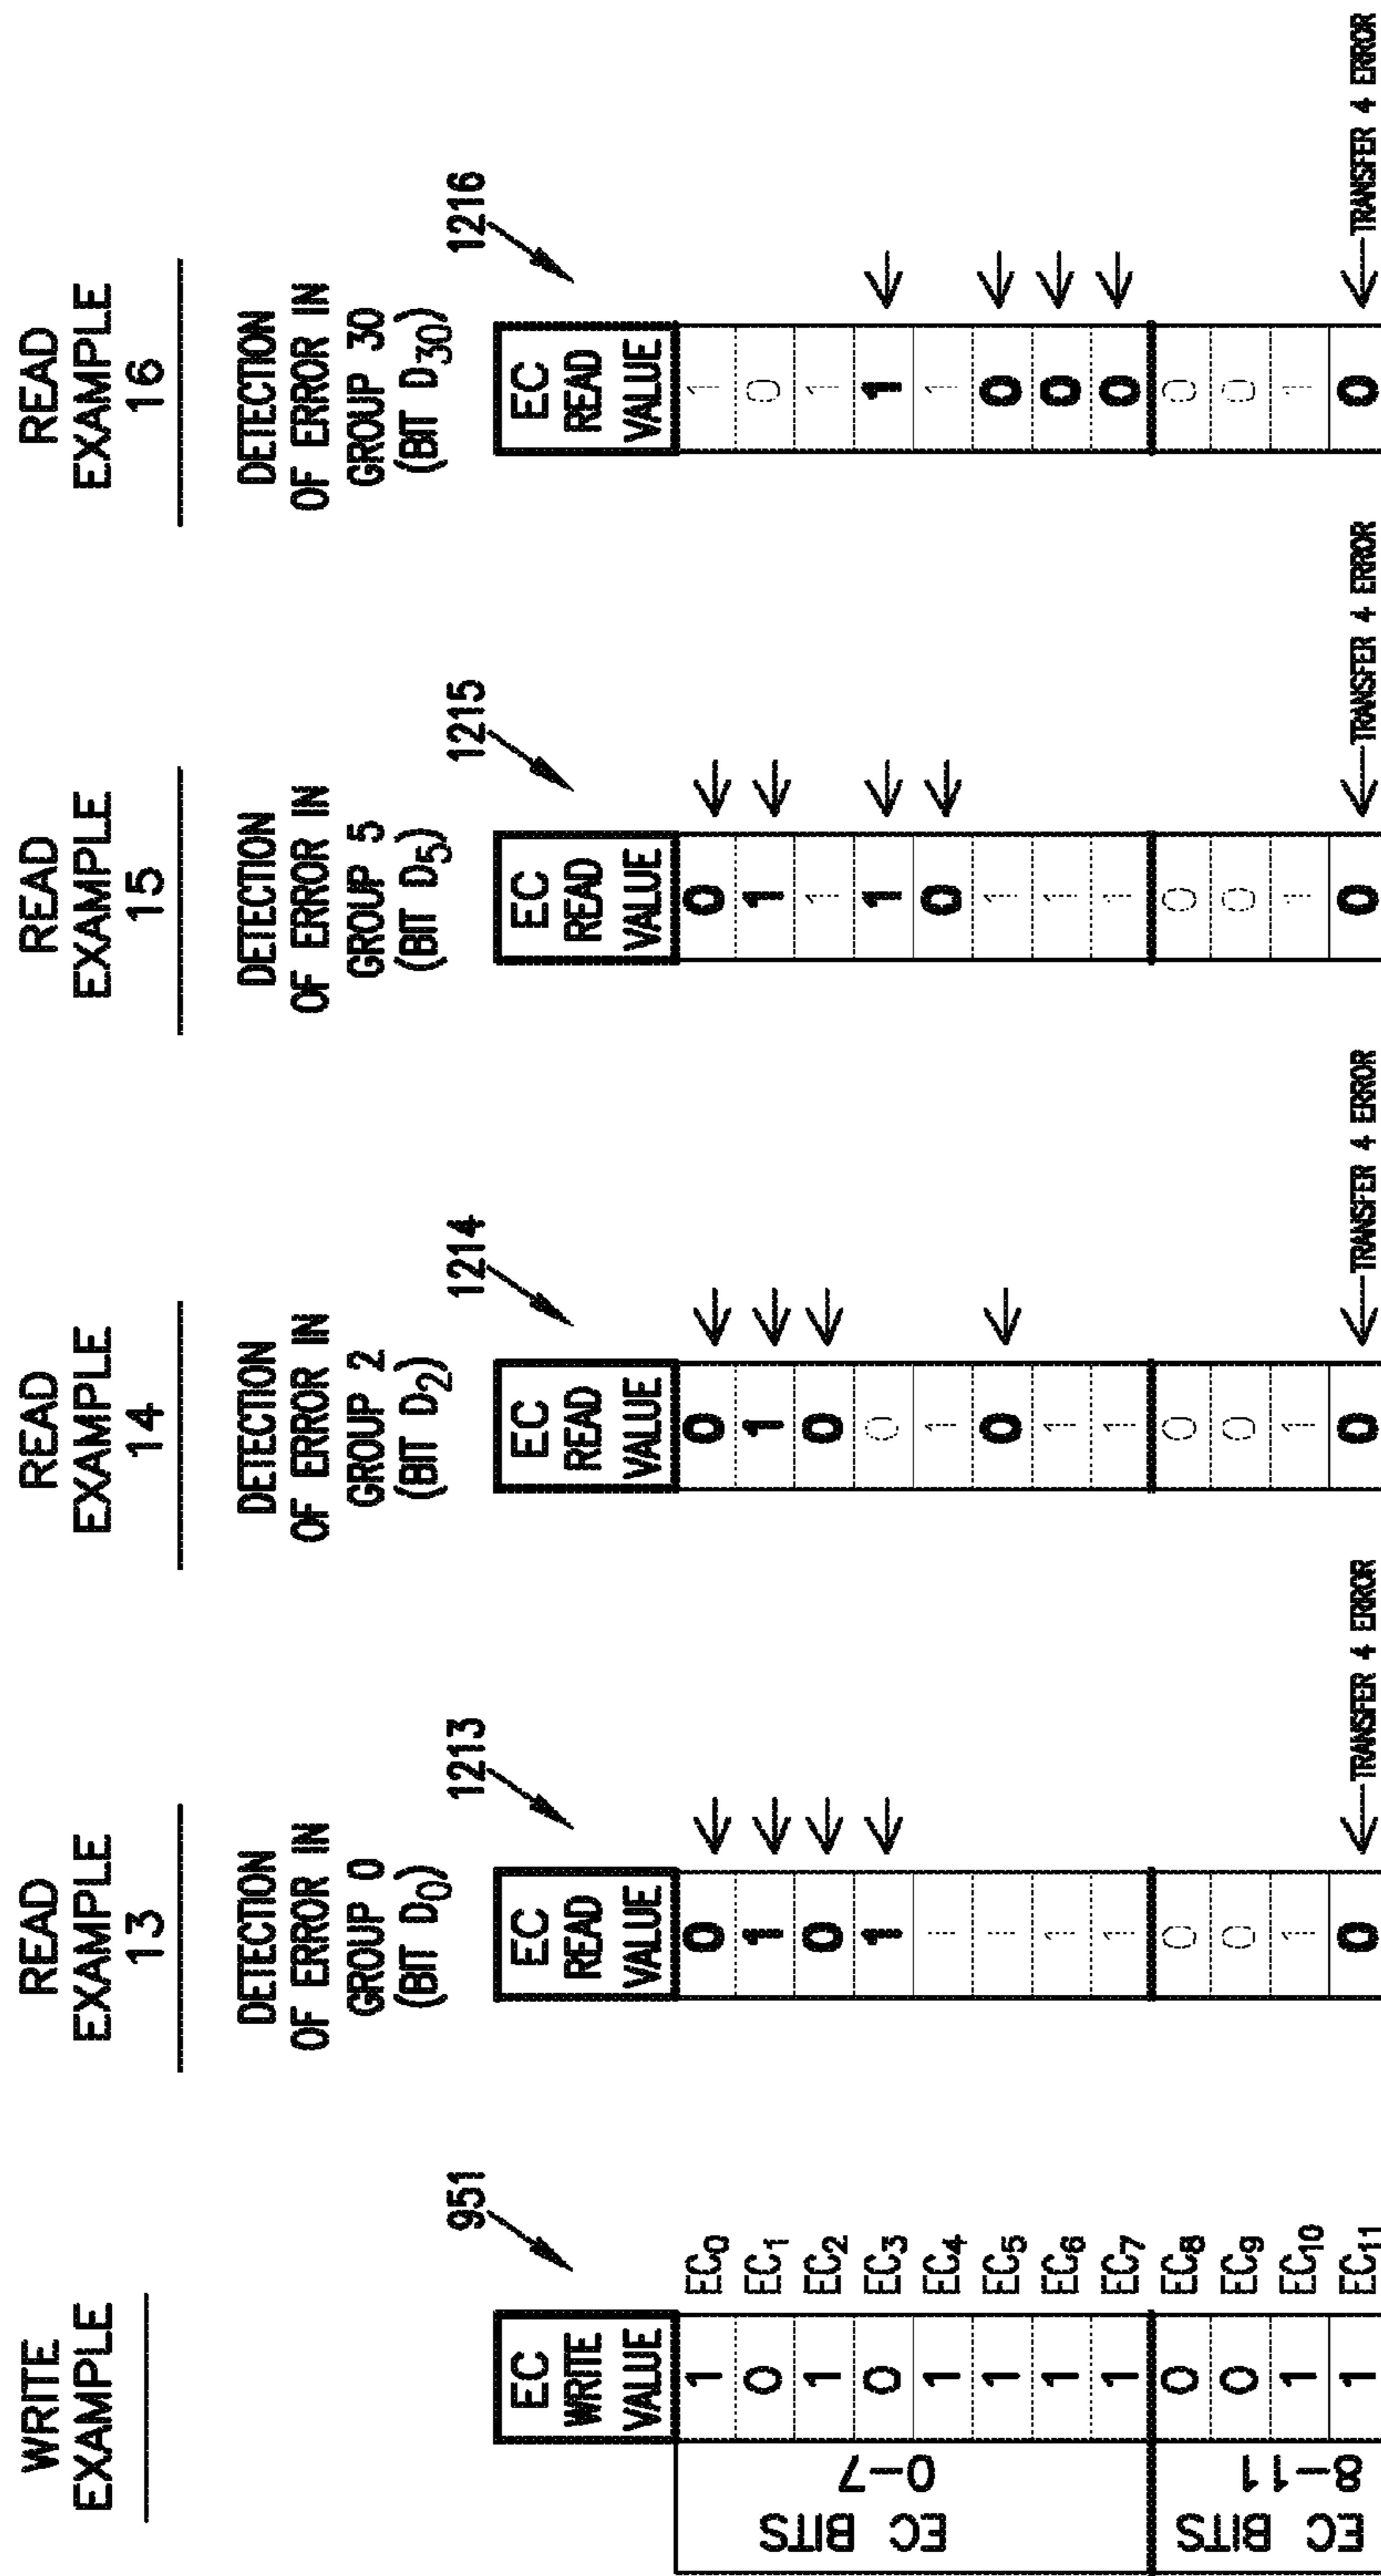 WRITE
EXAMPLE
951
EC
WRITE
VALUE
EC BITS
0-7
EC BITS
8-11
1 EC0
0 EC1
1 EC2
0 EC3
1 EC4
1 EC5
1 EC6
1 EC7
0 EC8
0 EC9
1 EC10
1 EC11
READ
EXAMPLE
13
DETECTION
OF ERROR IN
GROUP 0
(BIT D0)
1213
EC
READ
VALUE
0
1
0
1
1
1
1
1
0
0
1
0
TRANSFER 4 ERROR
READ
EXAMPLE
14
DETECTION
OF ERROR IN
GROUP 2
(BIT D2)
1214
EC
READ
VALUE
0
1
0
0
1
0
1
1
0
0
1
0
TRANSFER 4 ERROR
READ
EXAMPLE
15
DETECTION
OF ERROR IN
GROUP 5
(BIT D5)
1215
EC
READ
VALUE
0
1
1
1
0
1
1
1
0
0
1
0
TRANSFER 4 ERROR
READ
EXAMPLE
16
DETECTION
OF ERROR IN
GROUP 30
(BIT D30)
1216
EC
READ
VALUE
1
0
1
1
1
0
0
0
0
0
1
0
TRANSFER 4 ERROR